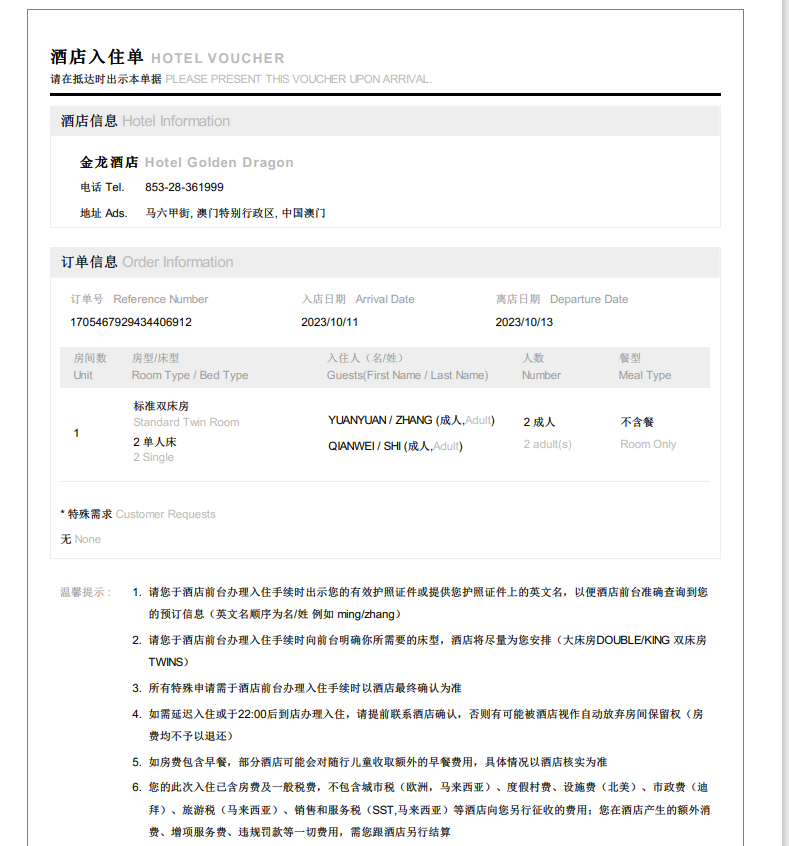 酒店入住单 HOTEL VOUCHER
请在抵达时出示本单据 PLEASE PRESENT THIS VOUCHER UPON ARRIVAL.
酒店信息 Hotel Information
金龙酒店 Hotel Golden Dragon
电话 Tel. 853-28-361999
地址 Ads. 马六甲街, 澳门特别行政区, 中国澳门
订单信息 Order Information
订单号 Reference Number 入店日期 Arrival Date 离店日期 Departure Date
1705467929434406912 2023/10/11 2023/10/13
房间数 房型/床型 入住人（名/姓） 人数 餐型
Unit Room Type / Bed Type Guests(First Name / Last Name) Number Meal Type
标准双床房
Standard Twin Room YUANYUAN / ZHANG (成人,Adult) 2 成人 不含餐
1
2 单人床 QIANWEI / SHI (成人,Adult) 2 adult(s) Room Only
2 Single
* 特殊需求 Customer Requests
无 None
温馨提示 : 1. 请您于酒店前台办理入住手续时出示您的有效护照证件或提供您护照证件上的英文名，以便酒店前台准确查询到您
的预订信息（英文名顺序为名/姓 例如 ming/zhang）
2. 请您于酒店前台办理入住手续时向前台明确你所需要的床型，酒店将尽量为您安排（大床房DOUBLE/KING 双床房
TWINS）
3. 所有特殊申请需于酒店前台办理入住手续时以酒店最终确认为准
4. 如需延迟入住或于22:00后到店办理入住，请提前联系酒店确认，否则有可能被酒店视作自动放弃房间保留权（房
费均不予以退还）
5. 如房费包含早餐，部分酒店可能会对随行儿童收取额外的早餐费用，具体情况以酒店核实为准
6. 您的此次入住已含房费及一般税费，不包含城市税（欧洲，马来西亚）、度假村费、设施费（北美）、市政费（迪
拜）、旅游税（马来西亚）、销售和服务税（SST,马来西亚）等酒店向您另行征收的费用；您在酒店产生的额外消
费、增项服务费、违规罚款等一切费用，需您跟酒店另行结算